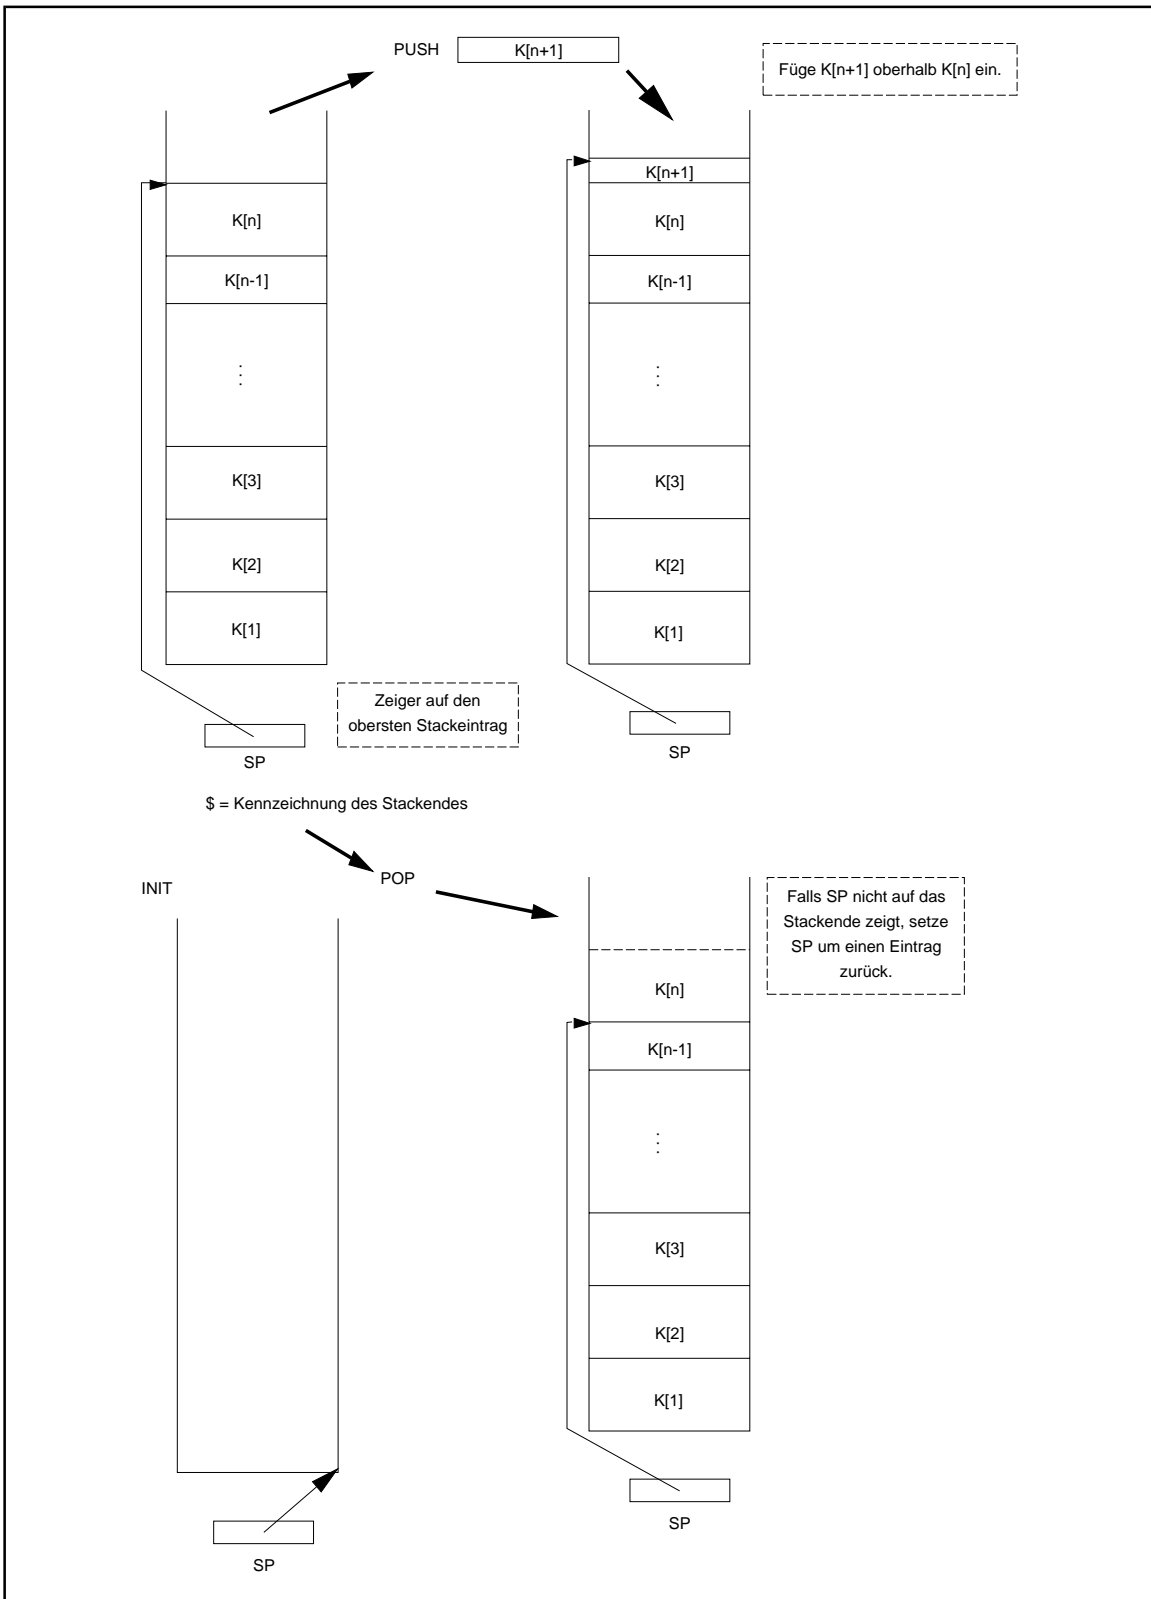 PUSH K[n+1]
Füge K[n+1] oberhalb K[n] ein.
K[n]
K[n-1]
...
K[3]
K[2]
K[1]
SP
Zeiger auf den
obersten Stackeintrag
K[n+1]
K[n]
K[n-1]
...
K[3]
K[2]
K[1]
SP
$ = Kennzeichnung des Stackendes
POP
INIT
SP
Falls SP nicht auf das
Stackende zeigt, setze
SP um einen Eintrag
zurück.
K[n]
K[n-1]
...
K[3]
K[2]
K[1]
SP